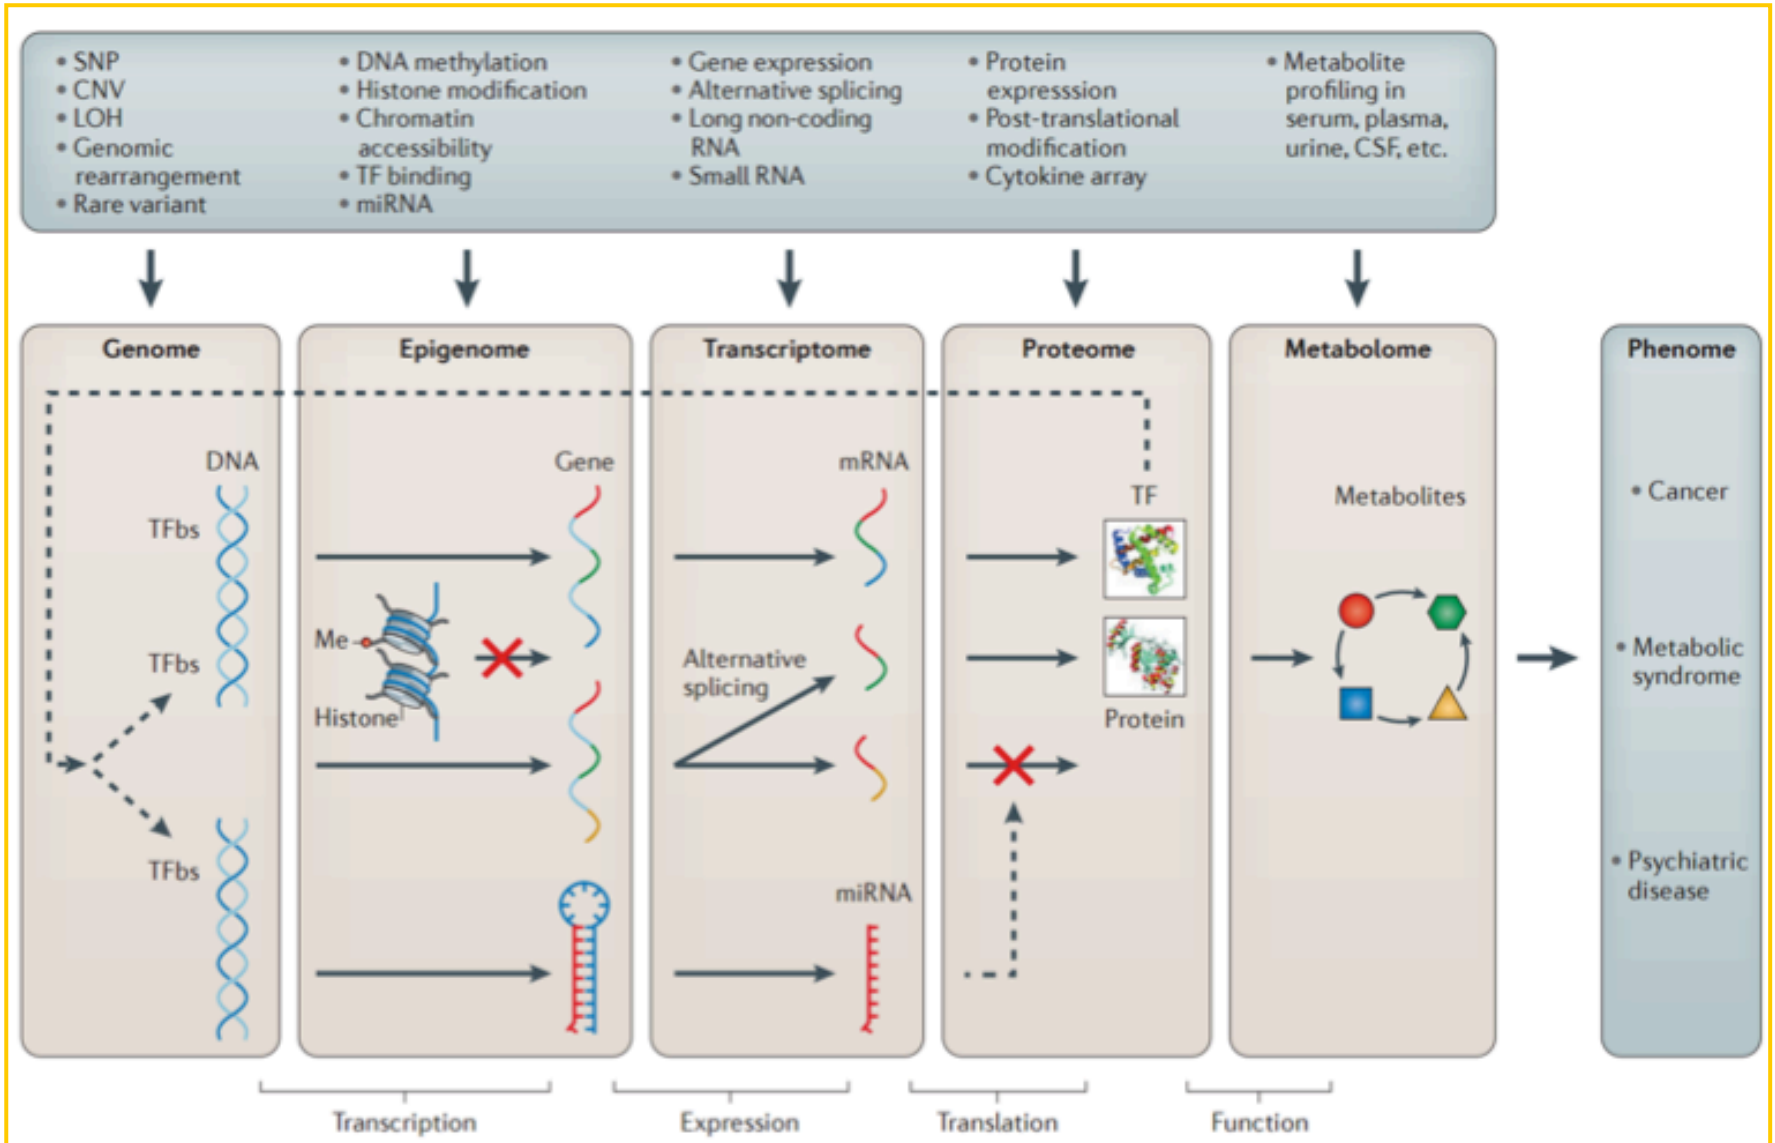 • SNP
• CNV
• LOH
• Genomic
rearrangement
• Rare variant
• DNA methylation
• Histone modification
• Chromatin
accessibility
• TF binding
• miRNA
• Gene expression
• Alternative splicing
• Long non-coding
RNA
• Small RNA
• Protein
expresssion
• Post-translational
modification
• Cytokine array
• Metabolite
profiling in
serum, plasma,
urine, CSF, etc.
Genome
DNA
TFbs
TFbs
TFbs
Epigenome
Gene
Me
Histone
Transcriptome
mRNA
Alternative
splicing
miRNA
Proteome
TF
Protein
Metabolome
Metabolites
Phenome
• Cancer
• Metabolic
syndrome
• Psychiatric
disease
Transcription
Expression
Translation
Function